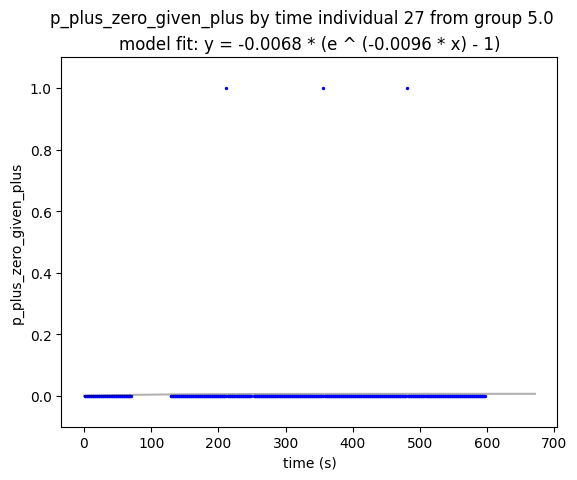 p_plus_zero_given_plus by time individual 27 from group 5.0
model fit: y = -0.0068 * (e ^ (-0.0096 * x) - 1)
1.0
0.8
0.6
0.4
0.2
0.0
p_plus_zero_given_plus
0 100 200 300 400 500 600 700
time (s)